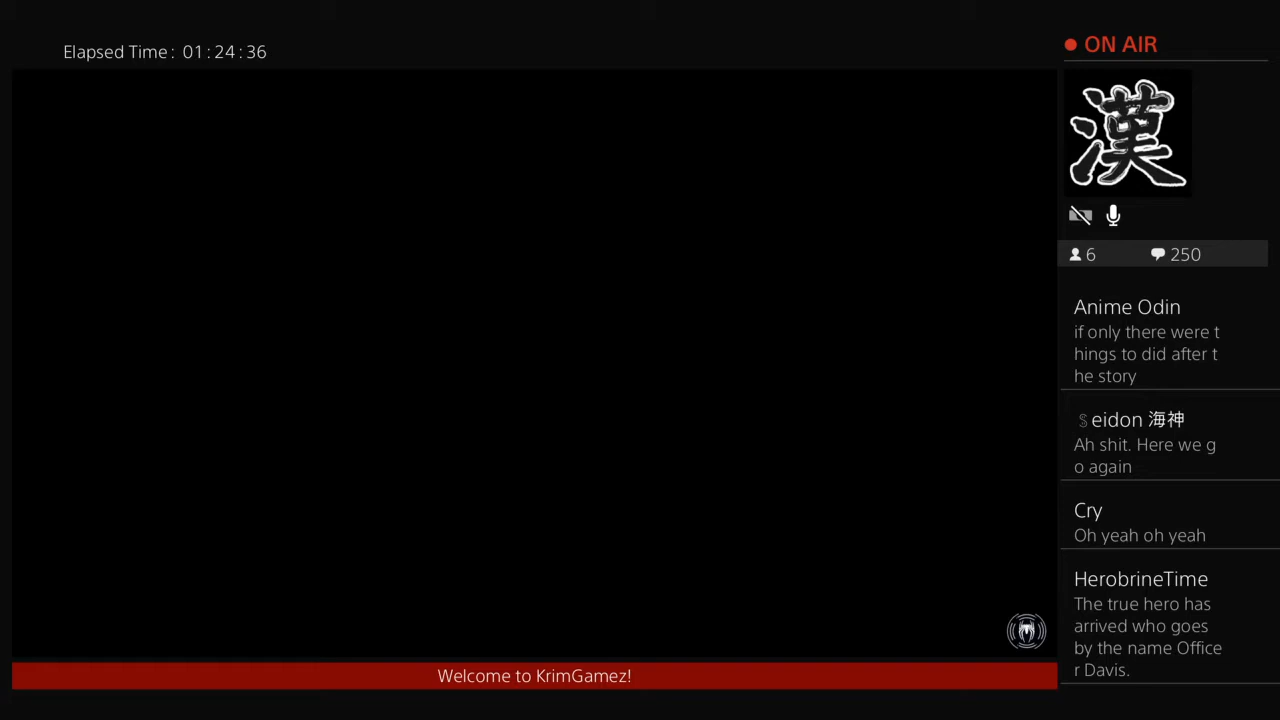 Elapsed Time: 01:24:36
ON AIR
漢
6 250
Anime Odin
if only there were t
hings to did after t
he story
Seidon 海神
Ah shit. Here we g
o again
Cry
Oh yeah oh yeah
HerobrineTime
The true hero has
arrived who goes
by the name Office
r Davis.
Welcome to KrimGamez!